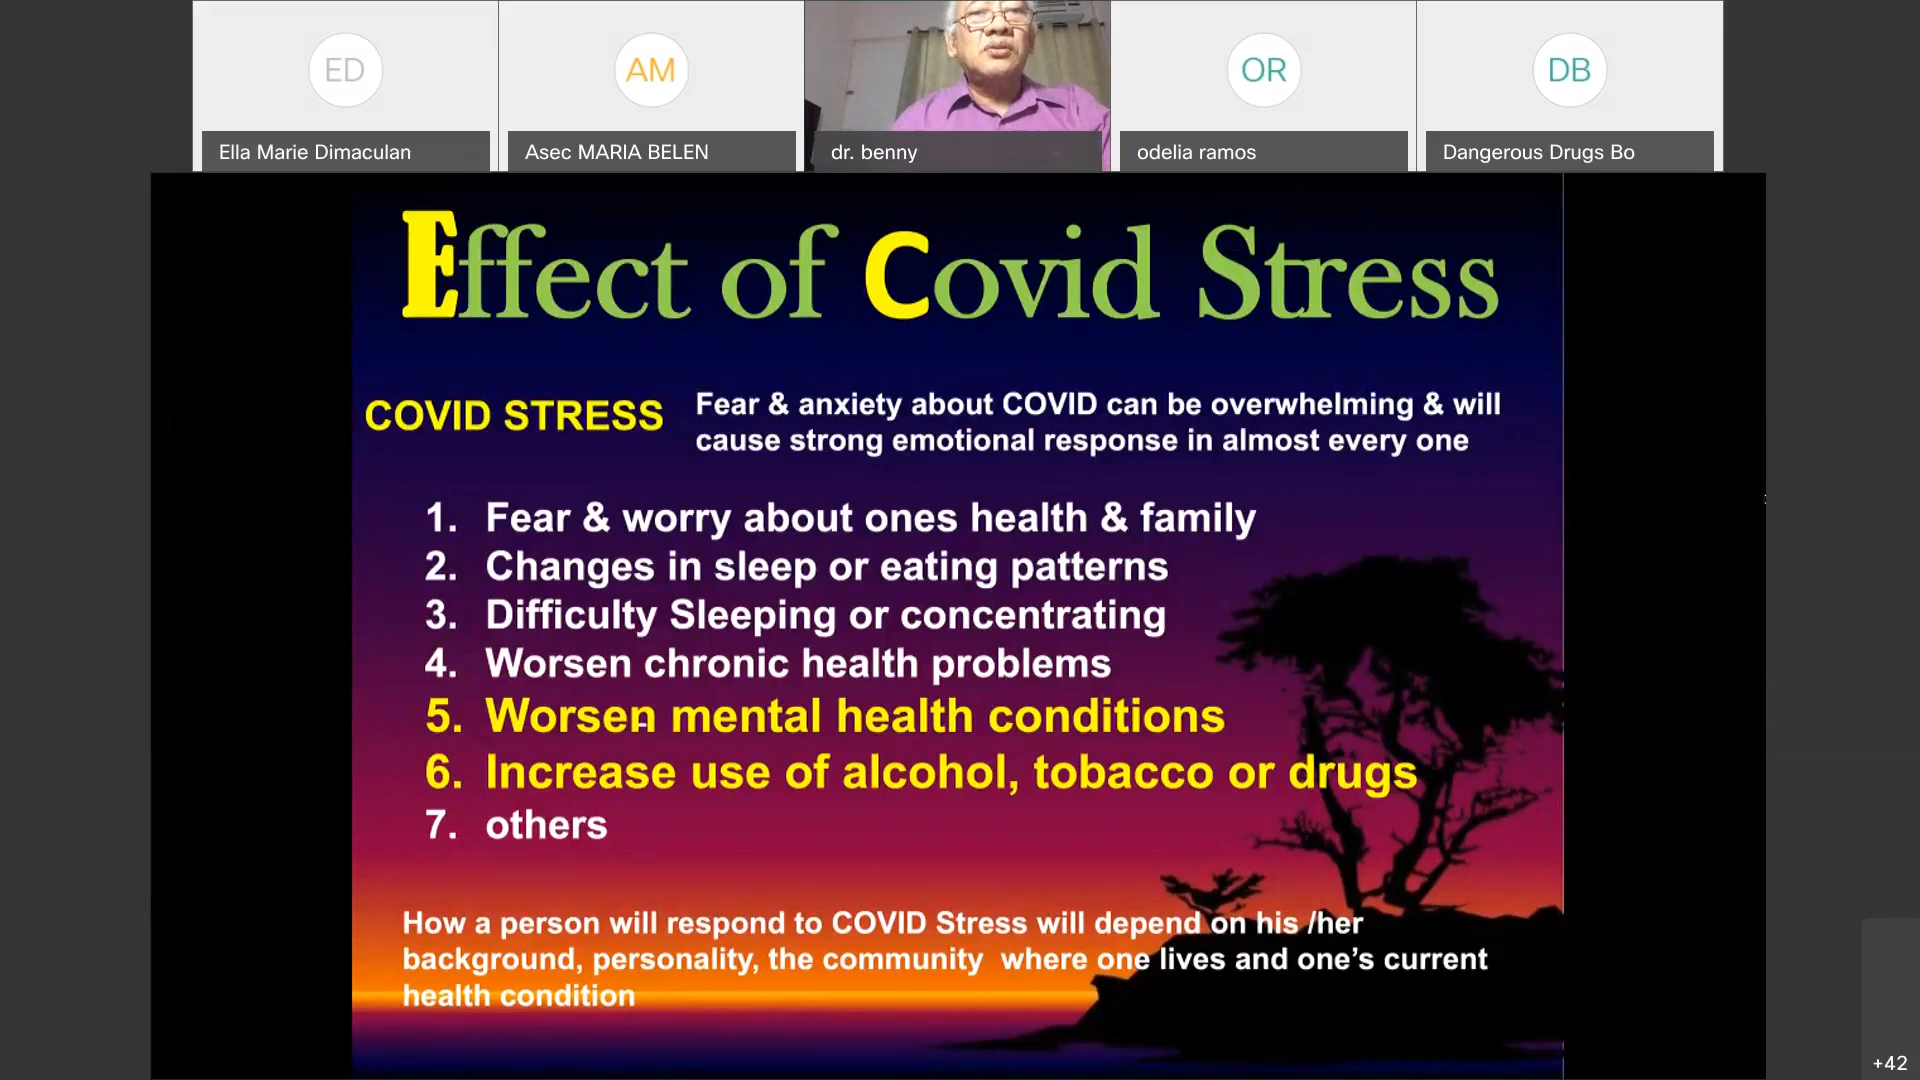 ED
AM
OR
DB
Ella Marie Dimaculan
Asec MARIA BELEN
dr. benny
odelia ramos
Dangerous Drugs Bo
Effect of Covid Stress
COVID STRESS
Fear & anxiety about COVID can be overwhelming & will
cause strong emotional response in almost every one
1. Fear & worry about ones health & family
2. Changes in sleep or eating patterns
3. Difficulty Sleeping or concentrating
4. Worsen chronic health problems
5. Worsen mental health conditions
6. Increase use of alcohol, tobacco or drugs
7. others
How a person will respond to COVID Stress will depend on his /her
background, personality, the community where one lives and one’s current
health condition
+42